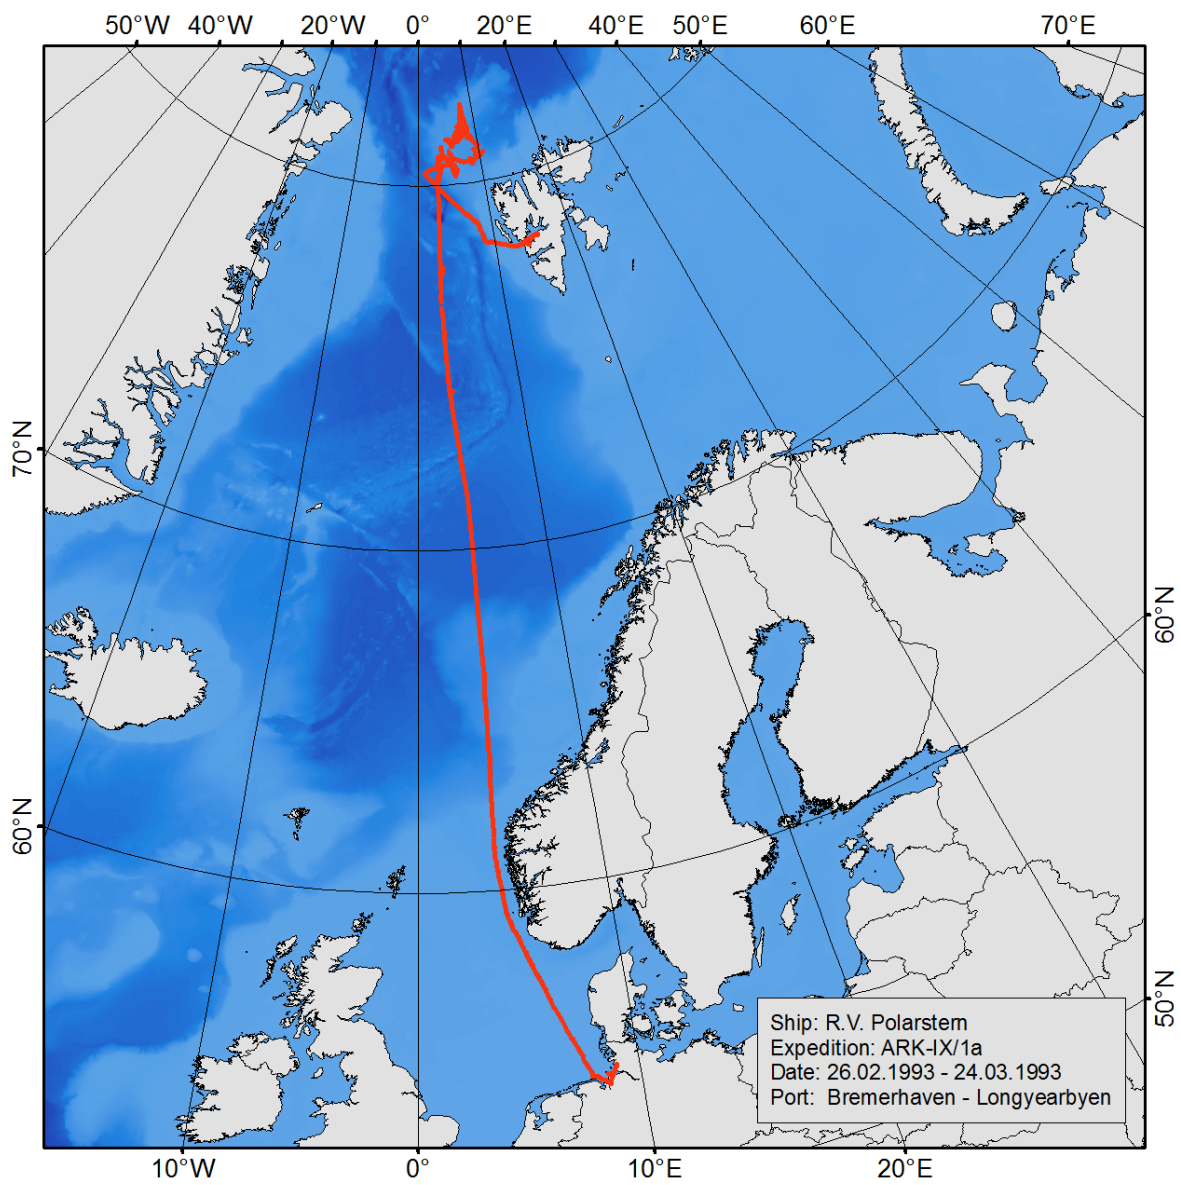 50°W 40°W 20°W 0° 20°E 40°E 50°E 60°E 70°E
70°N
60°N
60°N
50°N
Ship: R.V. Polarstern
Expedition: ARK-IX/1a
Date: 26.02.1993 - 24.03.1993
Port: Bremerhaven - Longyearbyen
10°W 0° 10°E 20°E